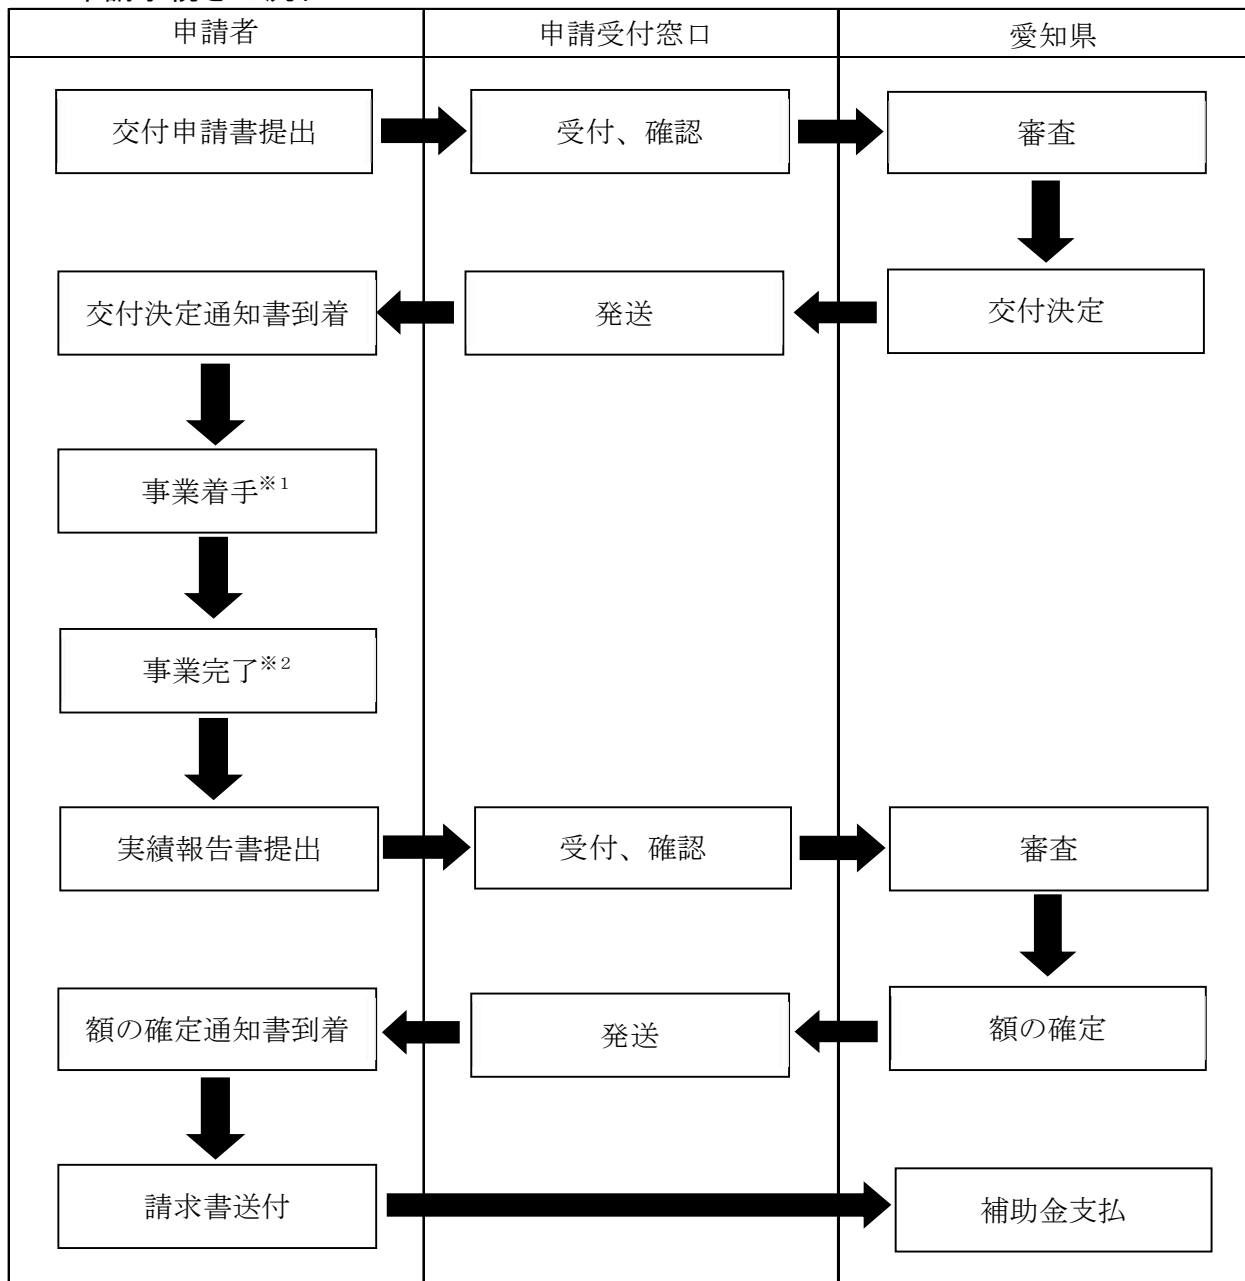 申請者
申請受付窓口
愛知県
交付申請書提出
受付、確認
審査
交付決定通知書到着
発送
交付決定
事業着手※1
事業完了※2
実績報告書提出
受付、確認
審査
額の確定通知書到着
発送
額の確定
請求書送付
補助金支払